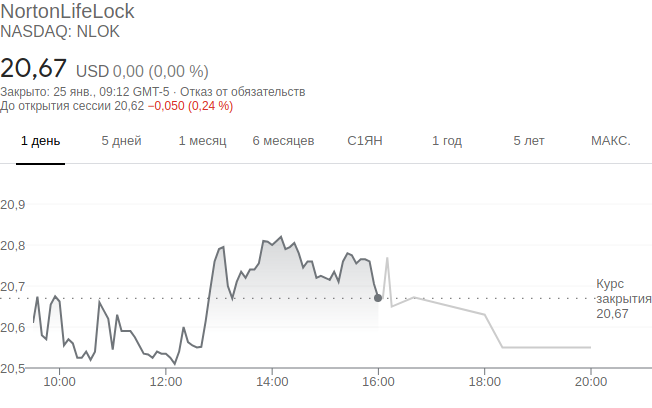 NortonLifeLock
NASDAQ: NLOK
20,67 USD 0,00 (0,00 %)
Закрыто: 25 янв., 09:12 GMT-5 · Отказ от обязательств
До открытия сессии 20,62 −0,050 (0,24 %)
1 день 5 дней 1 месяц 6 месяцев С1ЯН 1 год 5 лет МАКС.
20,9
20,8
20,7
20,6
20,5
Курс
закрытия
20,67
10:00 12:00 14:00 16:00 18:00 20:00